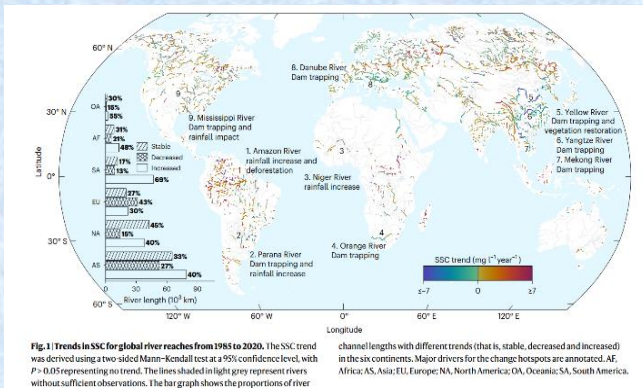 60° N
30° N
0°
30° S
60° S
Latitude
8. Danube River
Dam trapping
8
9
9. Mississippi River
Dam trapping and
rainfall impact
1. Amazon River
rainfall increase and
deforestation
1
3. Niger River
rainfall increase
3
5. Yellow River
Dam trapping and
vegetation restoration
6. Yangtze River
Dam trapping
7. Mekong River
Dam trapping
5
6
2
2. Parana River
Dam trapping and
rainfall increase
4
4. Orange River
Dam trapping
OA
30%
15%
55%
AF
31%
21%
48%
SA
17%
13%
69%
EU
27%
43%
30%
NA
45%
15%
40%
AS
33%
27%
40%
Stable
Decreased
Increased
0 30 60 90
River length (10³ km)
SSC trend (mg l⁻¹ year⁻¹)
≤–7 0 ≥7
120° W 60° W 0° 60° E 120° E
Longitude
Fig. 1 | Trends in SSC for global river reaches from 1985 to 2020. The SSC trend
was derived using a two-sided Mann–Kendall test at a 95% confidence level, with
P > 0.05 representing no trend. The lines shaded in light grey represent rivers
without sufficient observations. The bar graph shows the proportions of river
channel lengths with different trends (that is, stable, decreased and increased)
in the six continents. Major drivers for the change hotspots are annotated. AF,
Africa; AS, Asia; EU, Europe; NA, North America; OA, Oceania; SA, South America.